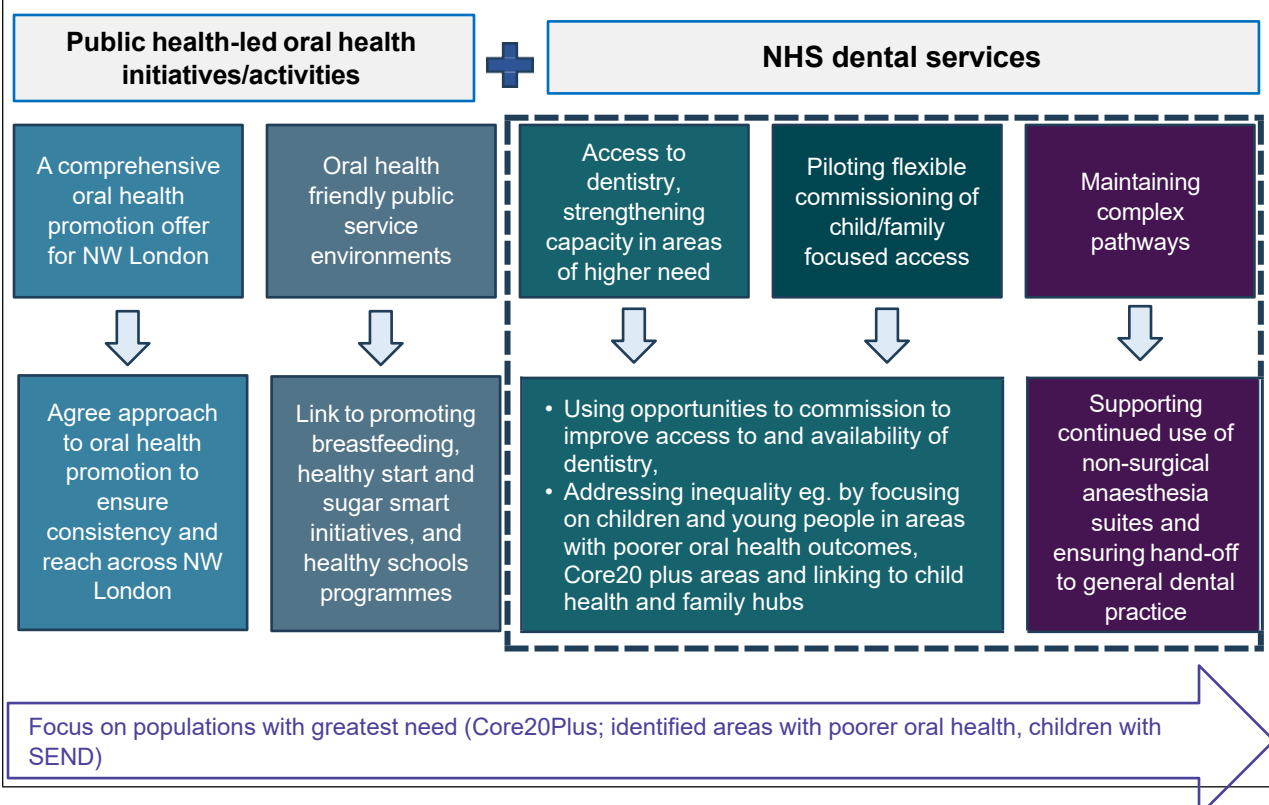 Public health-led oral health
initiatives/activities
NHS dental services
A comprehensive
oral health
promotion offer
for NW London
Oral health
friendly public
service
environments
Access to
dentistry,
strengthening
capacity in areas
of higher need
Piloting flexible
commissioning of
child/family
focused access
Maintaining
complex
pathways
Agree approach
to oral health
promotion to
ensure
consistency and
reach across NW
London
Link to promoting
breastfeeding,
healthy start and
sugar smart
initiatives, and
healthy schools
programmes
• Using opportunities to commission to
improve access to and availability of
dentistry,
• Addressing inequality eg. by focusing
on children and young people in areas
with poorer oral health outcomes,
Core20 plus areas and linking to child
health and family hubs
Supporting
continued use of
non-surgical
anaesthesia
suites and
ensuring hand-off
to general dental
practice
Focus on populations with greatest need (Core20Plus; identified areas with poorer oral health, children with
SEND)